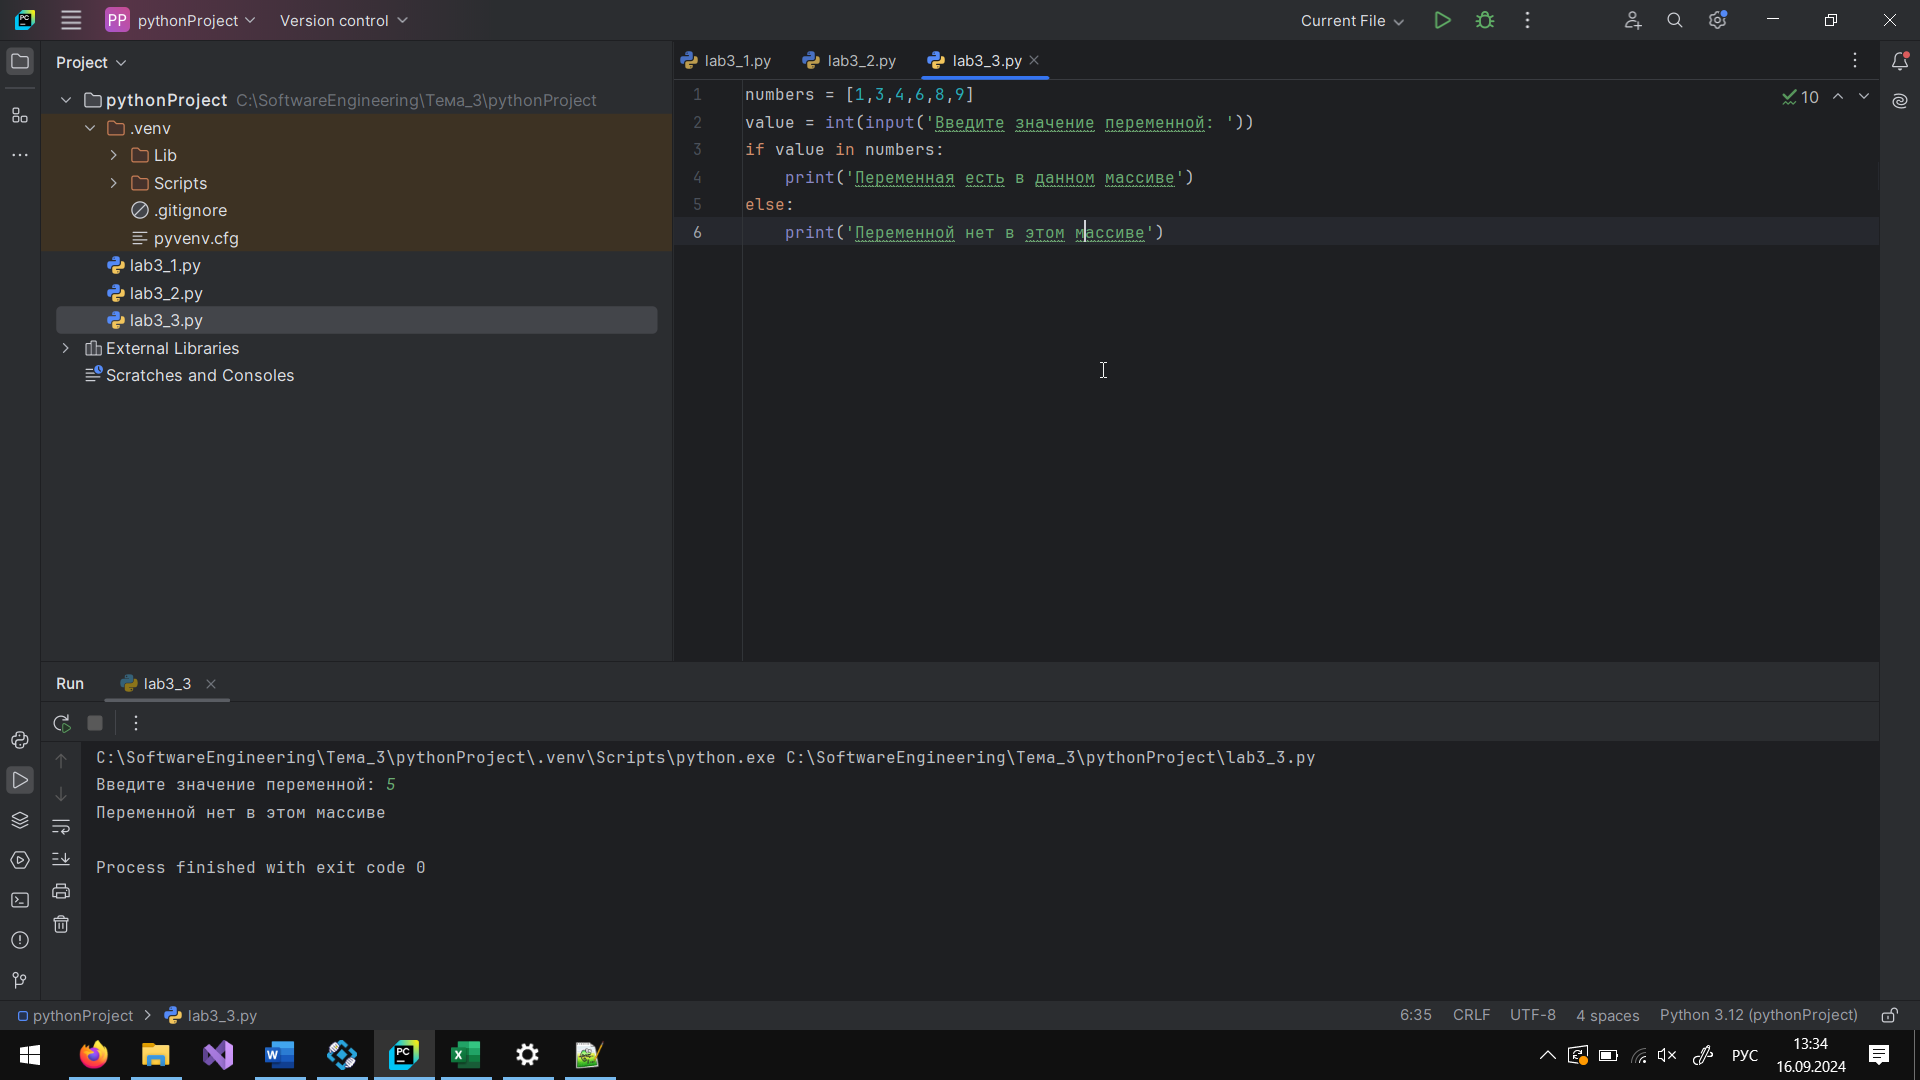 PP pythonProject Version control Current File
Project
lab3_1.py lab3_2.py lab3_3.py
pythonProject C:\SoftwareEngineering\Тема_3\pythonProject
.venv
Lib
Scripts
.gitignore
pyvenv.cfg
lab3_1.py
lab3_2.py
lab3_3.py
External Libraries
Scratches and Consoles
1 numbers = [1,3,4,6,8,9]
10
2 value = int(input('Введите значение переменной: '))
3 if value in numbers:
4 print('Переменная есть в данном массиве')
5 else:
6 print('Переменной нет в этом массиве')
Run lab3_3
C:\SoftwareEngineering\Тема_3\pythonProject\.venv\Scripts\python.exe C:\SoftwareEngineering\Тема_3\pythonProject\lab3_3.py
Введите значение переменной: 5
Переменной нет в этом массиве
Process finished with exit code 0
pythonProject > lab3_3.py 6:35 CRLF UTF-8 4 spaces Python 3.12 (pythonProject)
РУС
13:34
16.09.2024